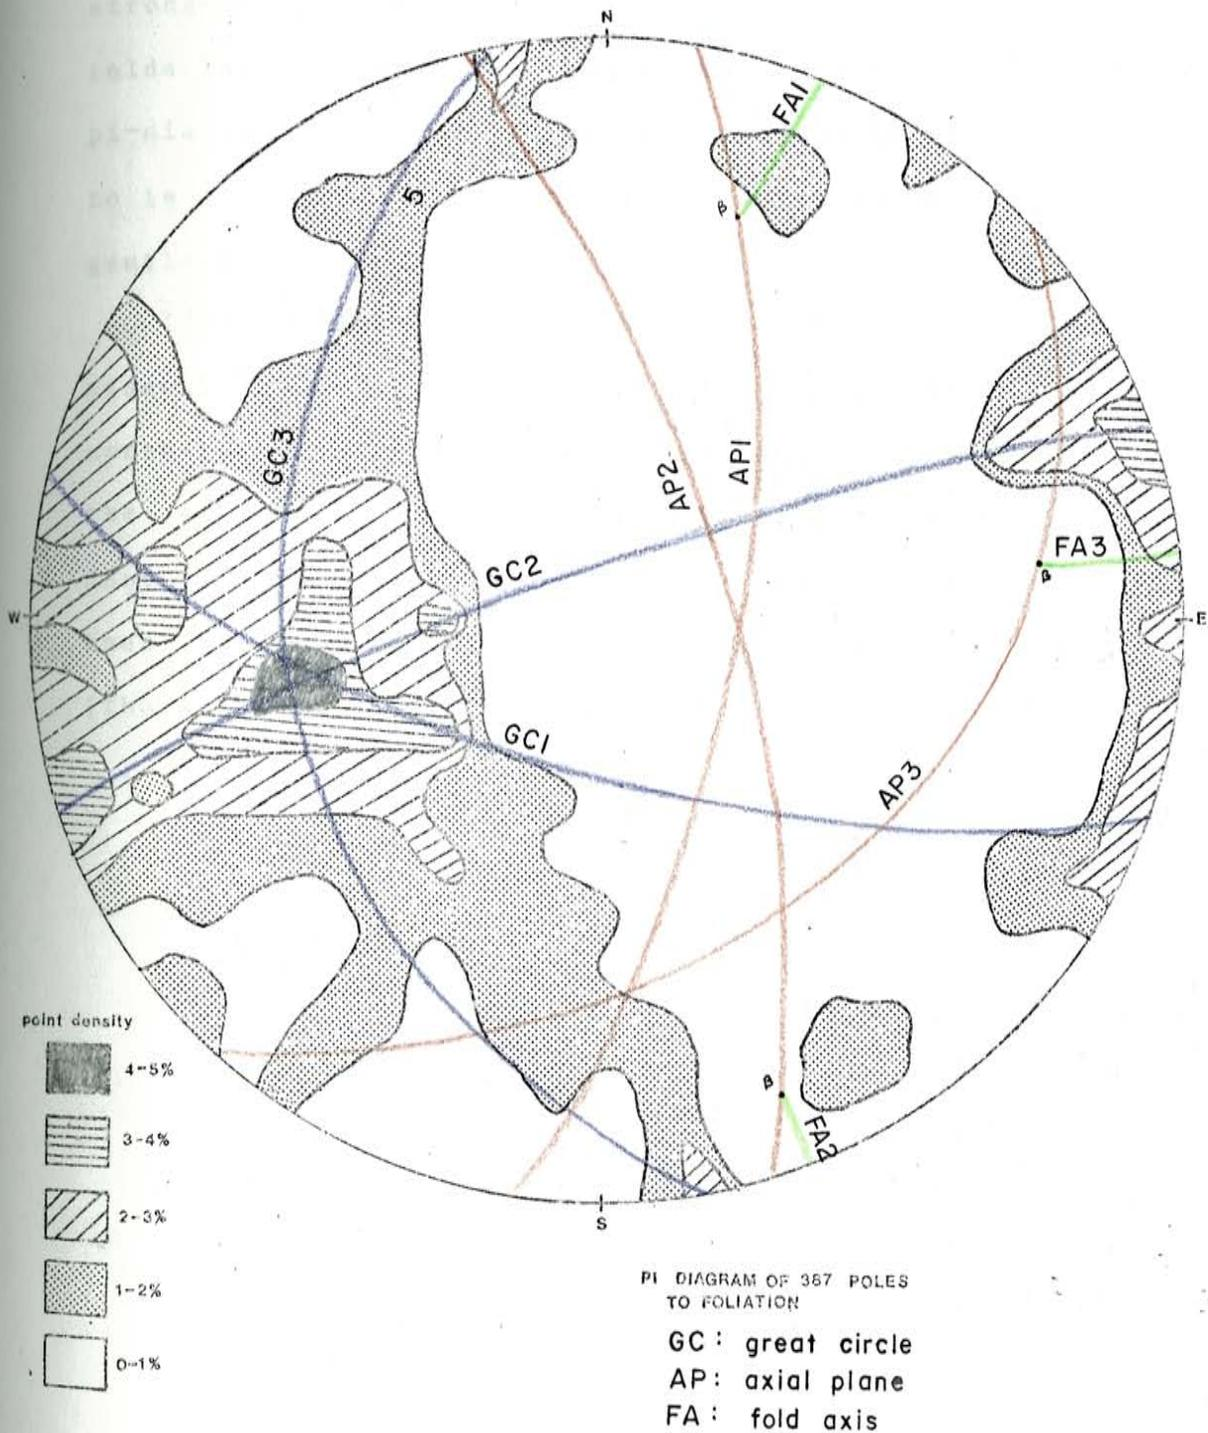 N
FA1
β
5
GC3
AP2
AP1
FA3
β
GC2
W
E
GC1
AP3
β
FA2
S
point density
4-5%
3-4%
2-3%
1-2%
0-1%
PI DIAGRAM OF 387 POLES
TO FOLIATION
GC : great circle
AP : axial plane
FA : fold axis